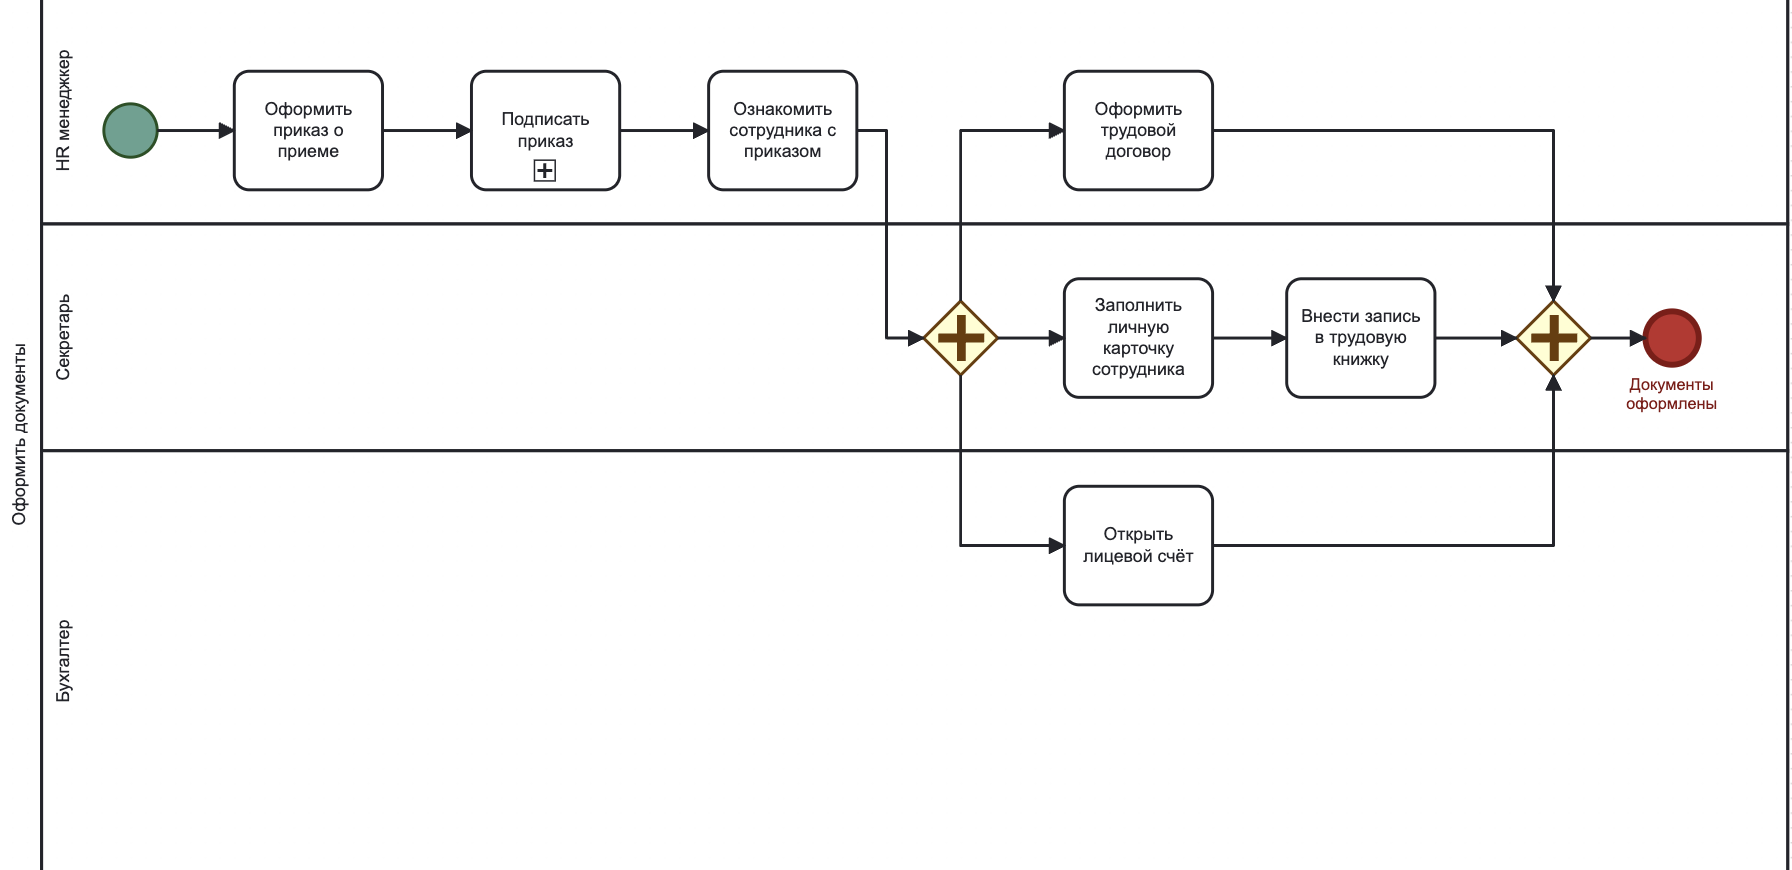 Оформить документы
HR менеджкер
Оформить
приказ о
приеме
Подписать
приказ
Ознакомить
сотрудника с
приказом
Оформить
трудовой
договор
Секретарь
Заполнить
личную
карточку
сотрудника
Внести запись
в трудовую
книжку
Документы
оформлены
Бухгалтер
Открыть
лицевой счёт